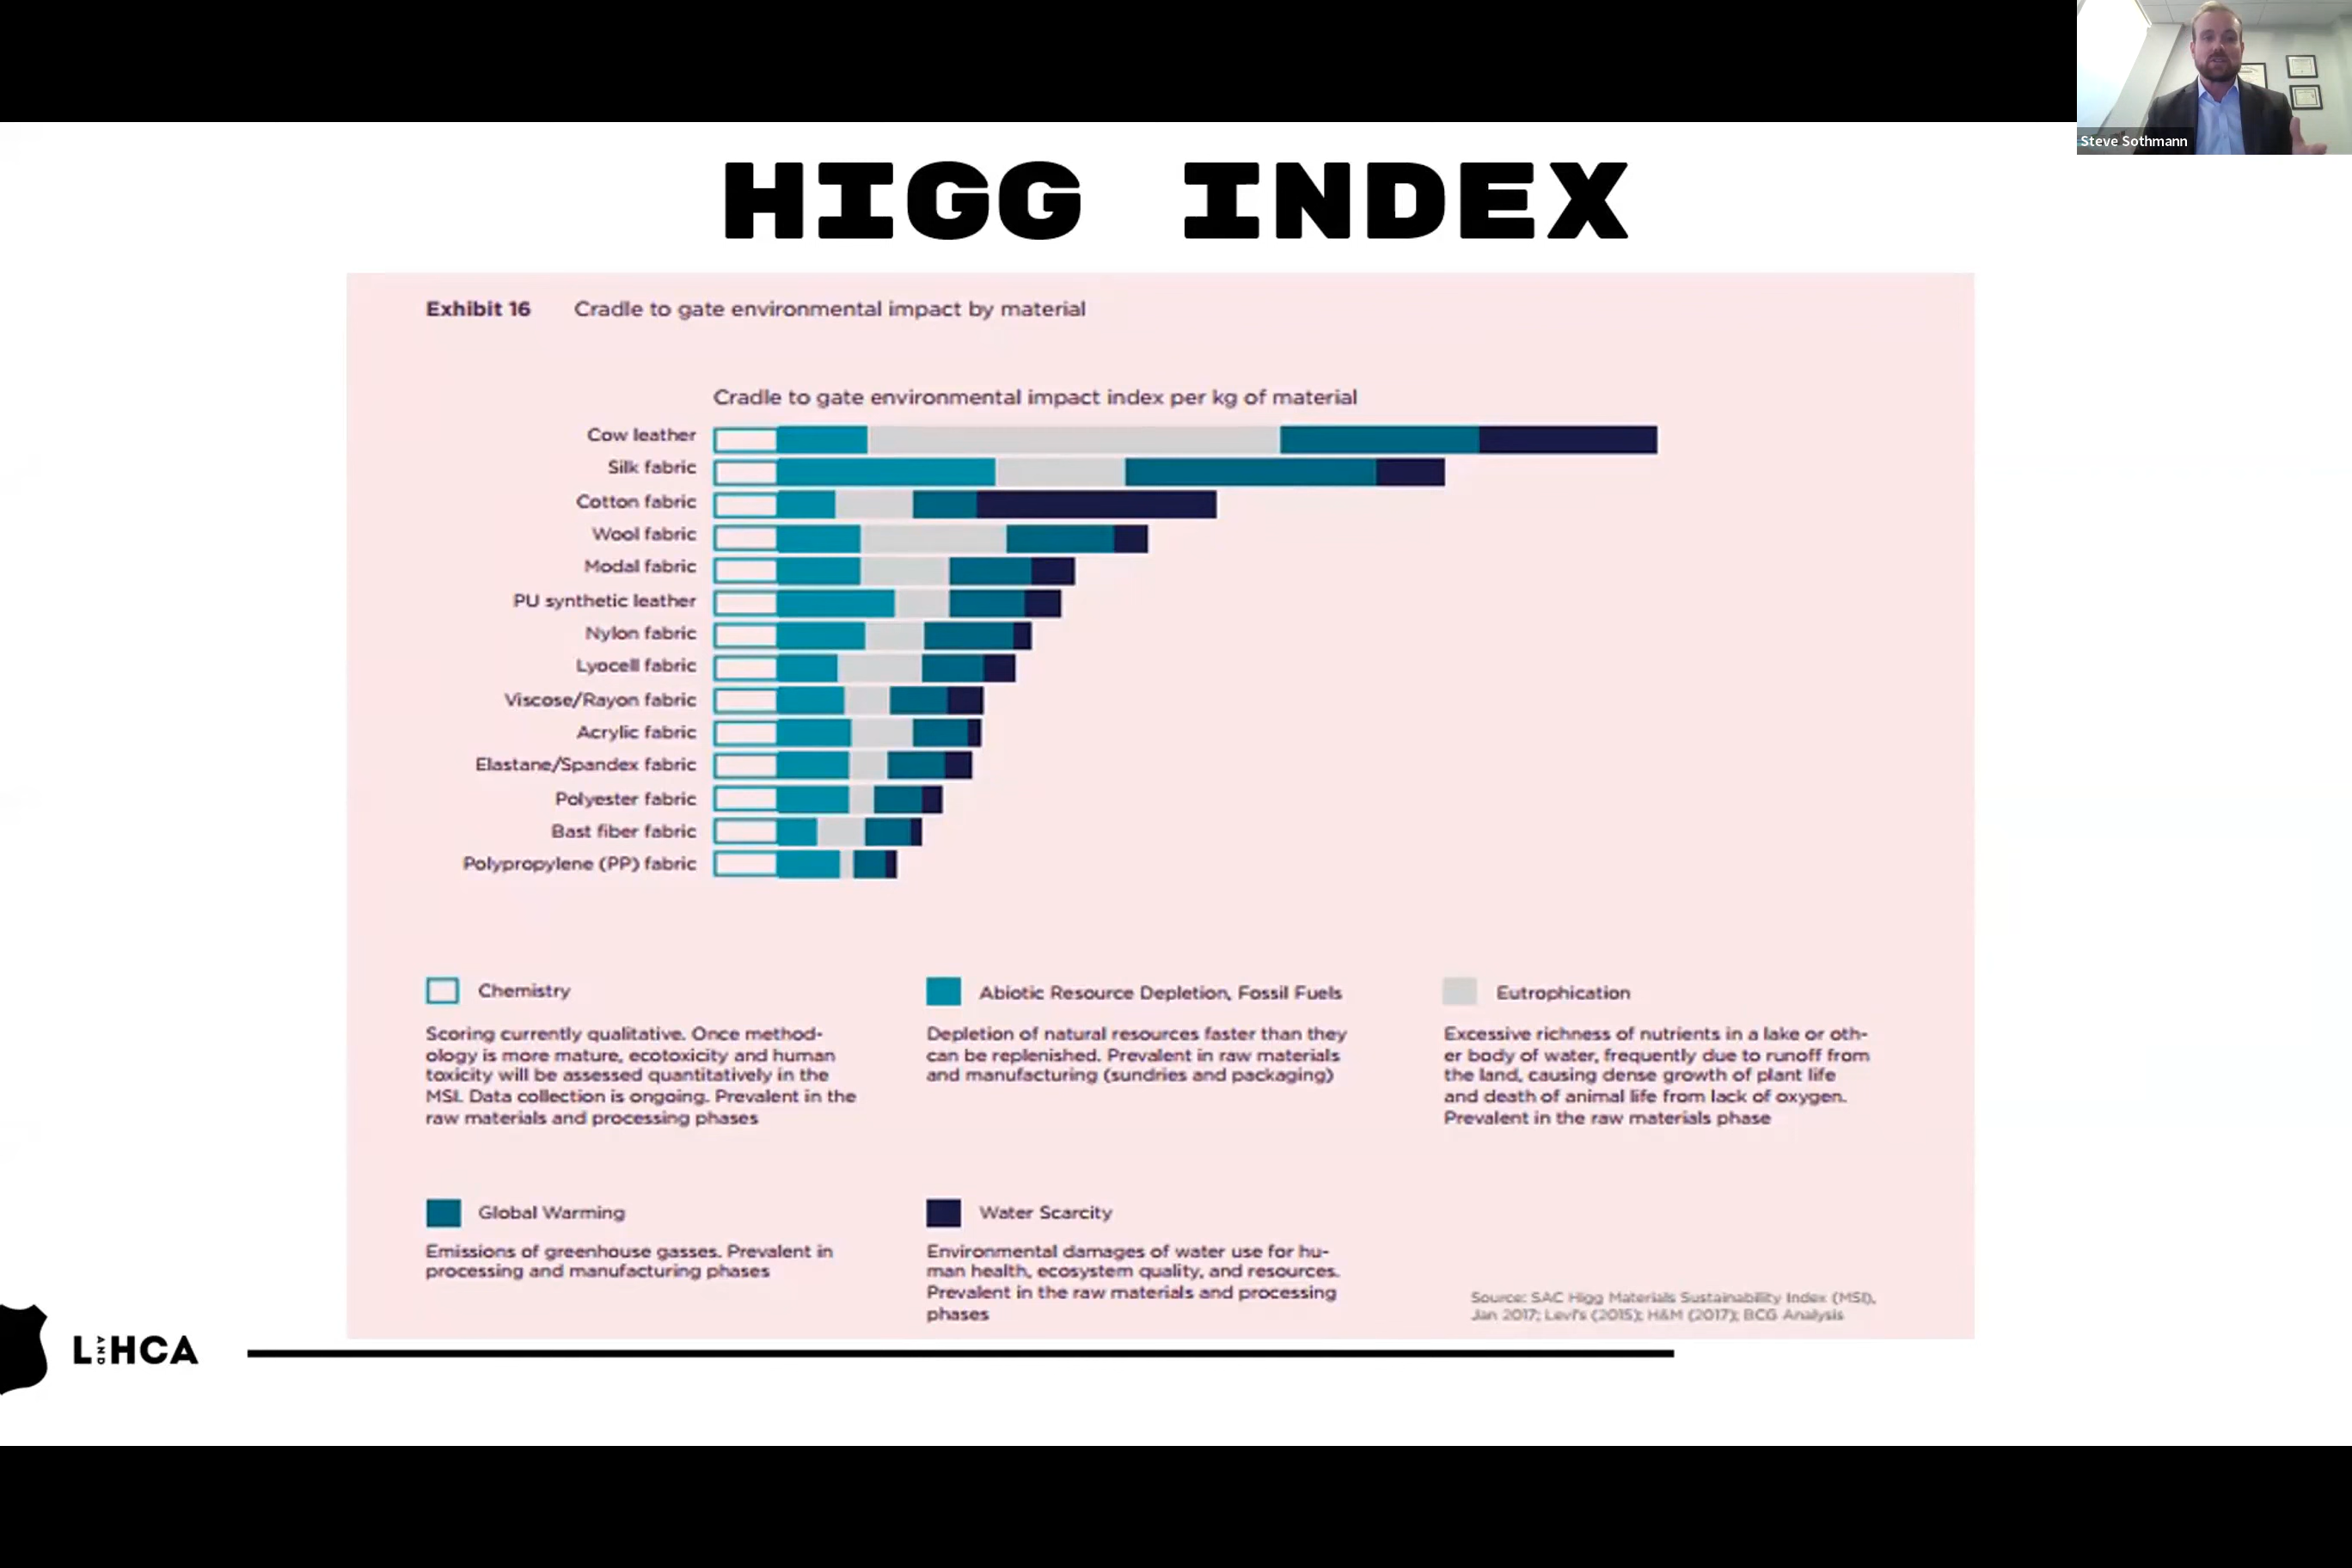 Steve Sothmann
HIGG INDEX
Exhibit 16 Cradle to gate environmental impact by material
Cradle to gate environmental impact index per kg of material
Cow leather
Silk fabric
Cotton fabric
Wool fabric
Modal fabric
PU synthetic leather
Nylon fabric
Lyocell fabric
Viscose/Rayon fabric
Acrylic fabric
Elastane/Spandex fabric
Polyester fabric
Bast fiber fabric
Polypropylene (PP) fabric
Chemistry
Scoring currently qualitative. Once method-
ology is more mature, ecotoxicity and human
toxicity will be assessed quantitatively in the
MSI. Data collection is ongoing. Prevalent in the
raw materials and processing phases
Abiotic Resource Depletion, Fossil Fuels
Depletion of natural resources faster than they
can be replenished. Prevalent in raw materials
and manufacturing (sundries and packaging)
Eutrophication
Excessive richness of nutrients in a lake or oth-
er body of water, frequently due to runoff from
the land, causing dense growth of plant life
and death of animal life from lack of oxygen.
Prevalent in the raw materials phase
Global Warming
Emissions of greenhouse gasses. Prevalent in
processing and manufacturing phases
Water Scarcity
Environmental damages of water use for hu-
man health, ecosystem quality, and resources.
Prevalent in the raw materials and processing
phases
Source: SAC Higg Materials Sustainability Index (MSI),
Jan 2017; Levi's (2015); H&M (2017); BCG Analysis
L AND HCA